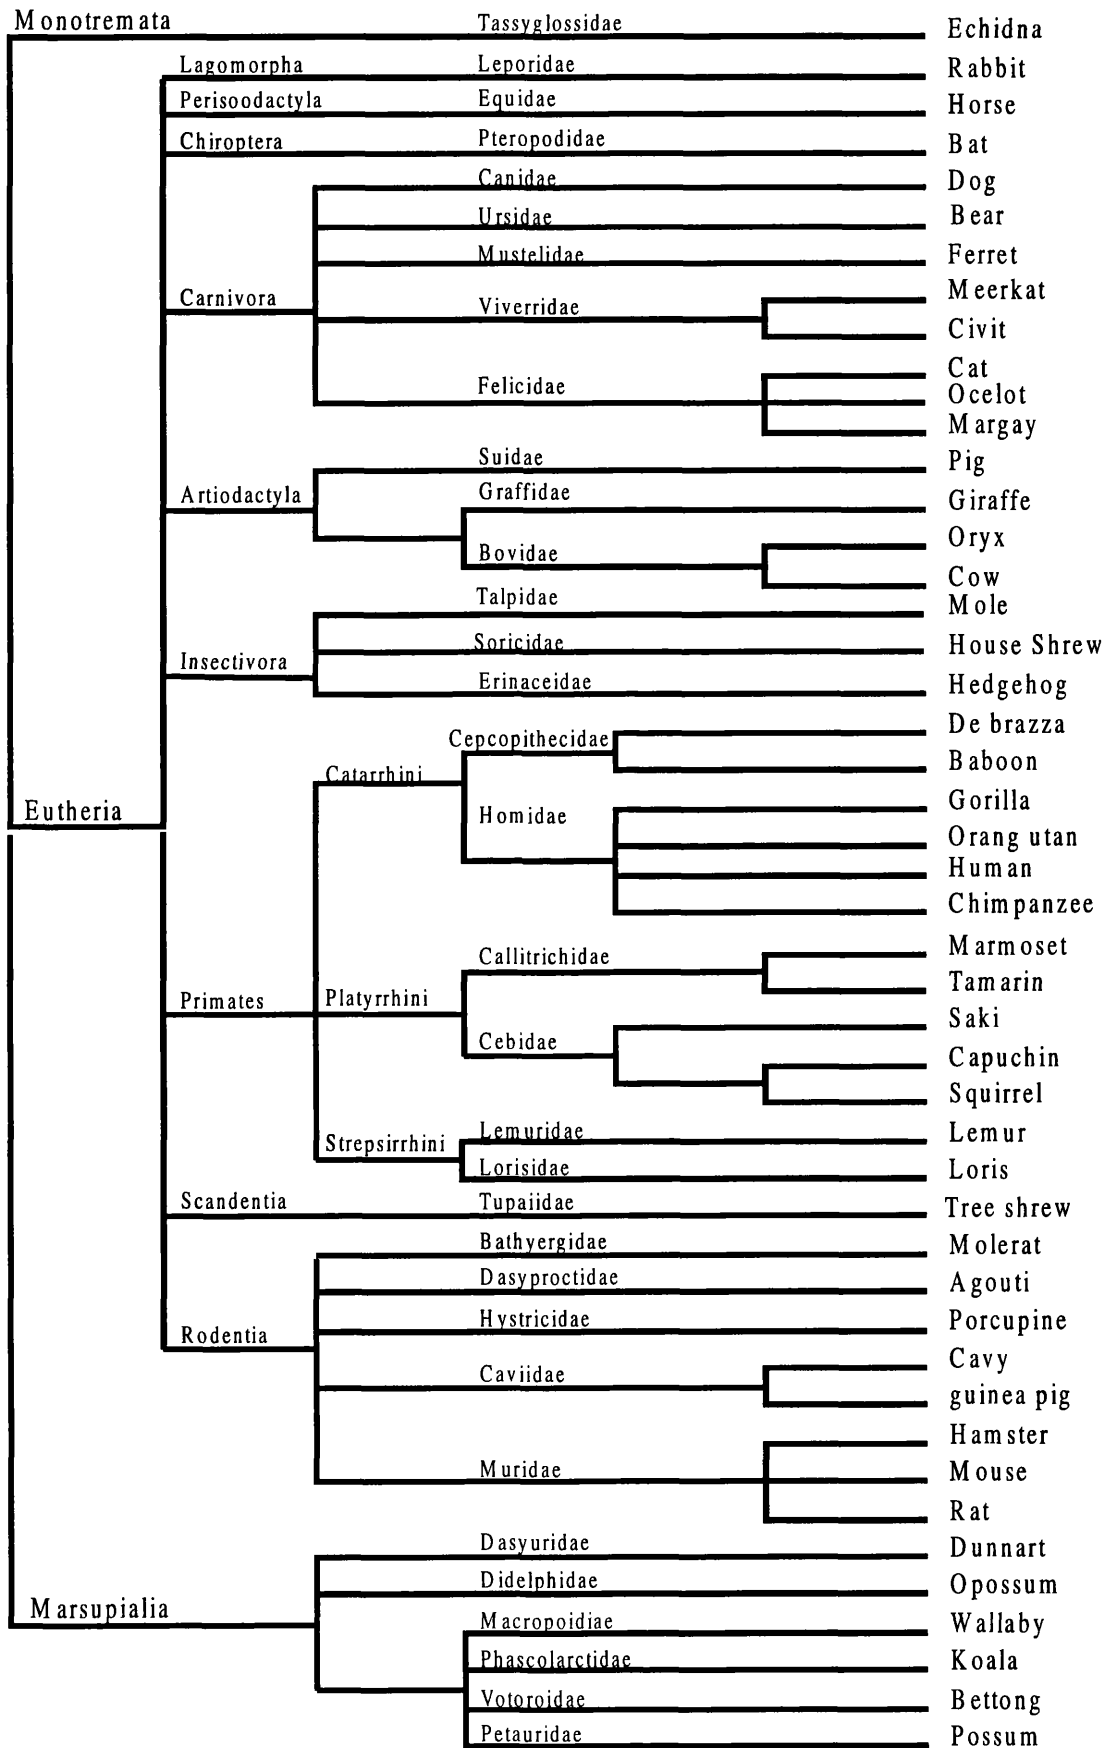 Monotremata Tassyglossidae Echidna
Lagomorpha Leporidae Rabbit
Perisoodactyla Equidae Horse
Chiroptera Pteropodidae Bat
Canidae Dog
Ursidae Bear
Mustelidae Ferret
Carnivora Viverridae Meerkat
Civit
Felicidae Cat
Ocelot
Margay
Suidae Pig
Artiodactyla Graffidae Giraffe
Bovidae Oryx
Cow
Talpidae Mole
Soricidae House Shrew
Insectivora Erinaceidae Hedgehog
Cepcopithecidae De brazza
Catarrhini Baboon
Eutheria Homidae Gorilla
Orang utan
Human
Chimpanzee
Callitrichidae Marmoset
Tamarin
Primates Platyrrhini Saki
Cebidae Capuchin
Squirrel
Lemuridae Lemur
Strepsirrhini Lorisidae Loris
Scandentia Tupaiidae Tree shrew
Bathyergidae Molerat
Dasyproctidae Agouti
Rodentia Hystricidae Porcupine
Caviidae Cavy
guinea pig
Hamster
Muridae Mouse
Rat
Dasyuridae Dunnart
Didelphidae Opossum
Marsupialia Macropoidiae Wallaby
Phascolarctidae Koala
Votoroidae Bettong
Petauridae Possum